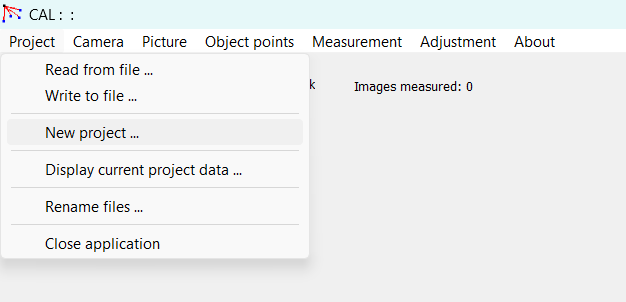 CAL : :
Project Camera Picture Object points Measurement Adjustment About
Read from file ...
k Images measured: 0
Write to file ...
New project ...
Display current project data ...
Rename files ...
Close application